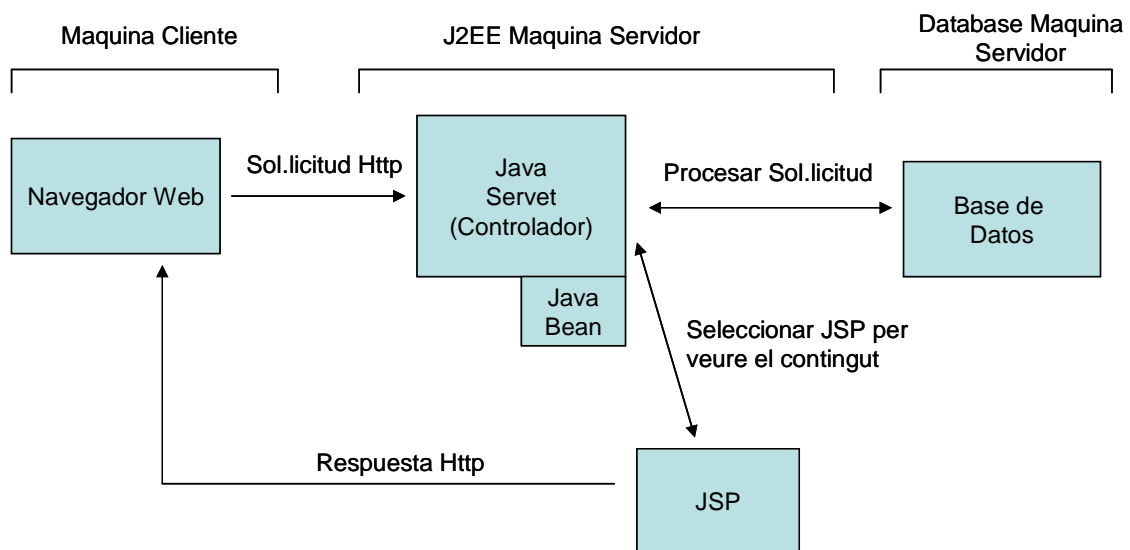 Maquina Cliente
J2EE Maquina Servidor
Database Maquina
Servidor
Navegador Web
Sol.licitud Http
Java
Servet
(Controlador)
Procesar Sol.licitud
Base de
Datos
Java
Bean
Seleccionar JSP per
veure el contingut
Respuesta Http
JSP